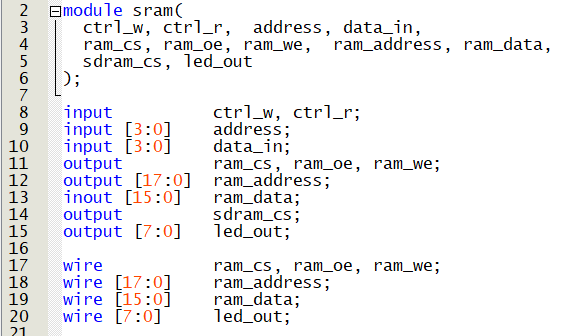 2 module sram(
3 ctrl_w, ctrl_r, address, data_in,
4 ram_cs, ram_oe, ram_we, ram_address, ram_data,
5 sdram_cs, led_out
6 );
7
8 input ctrl_w, ctrl_r;
9 input [3:0] address;
10 input [3:0] data_in;
11 output ram_cs, ram_oe, ram_we;
12 output [17:0] ram_address;
13 inout [15:0] ram_data;
14 output sdram_cs;
15 output [7:0] led_out;
16
17 wire ram_cs, ram_oe, ram_we;
18 wire [17:0] ram_address;
19 wire [15:0] ram_data;
20 wire [7:0] led_out;
21